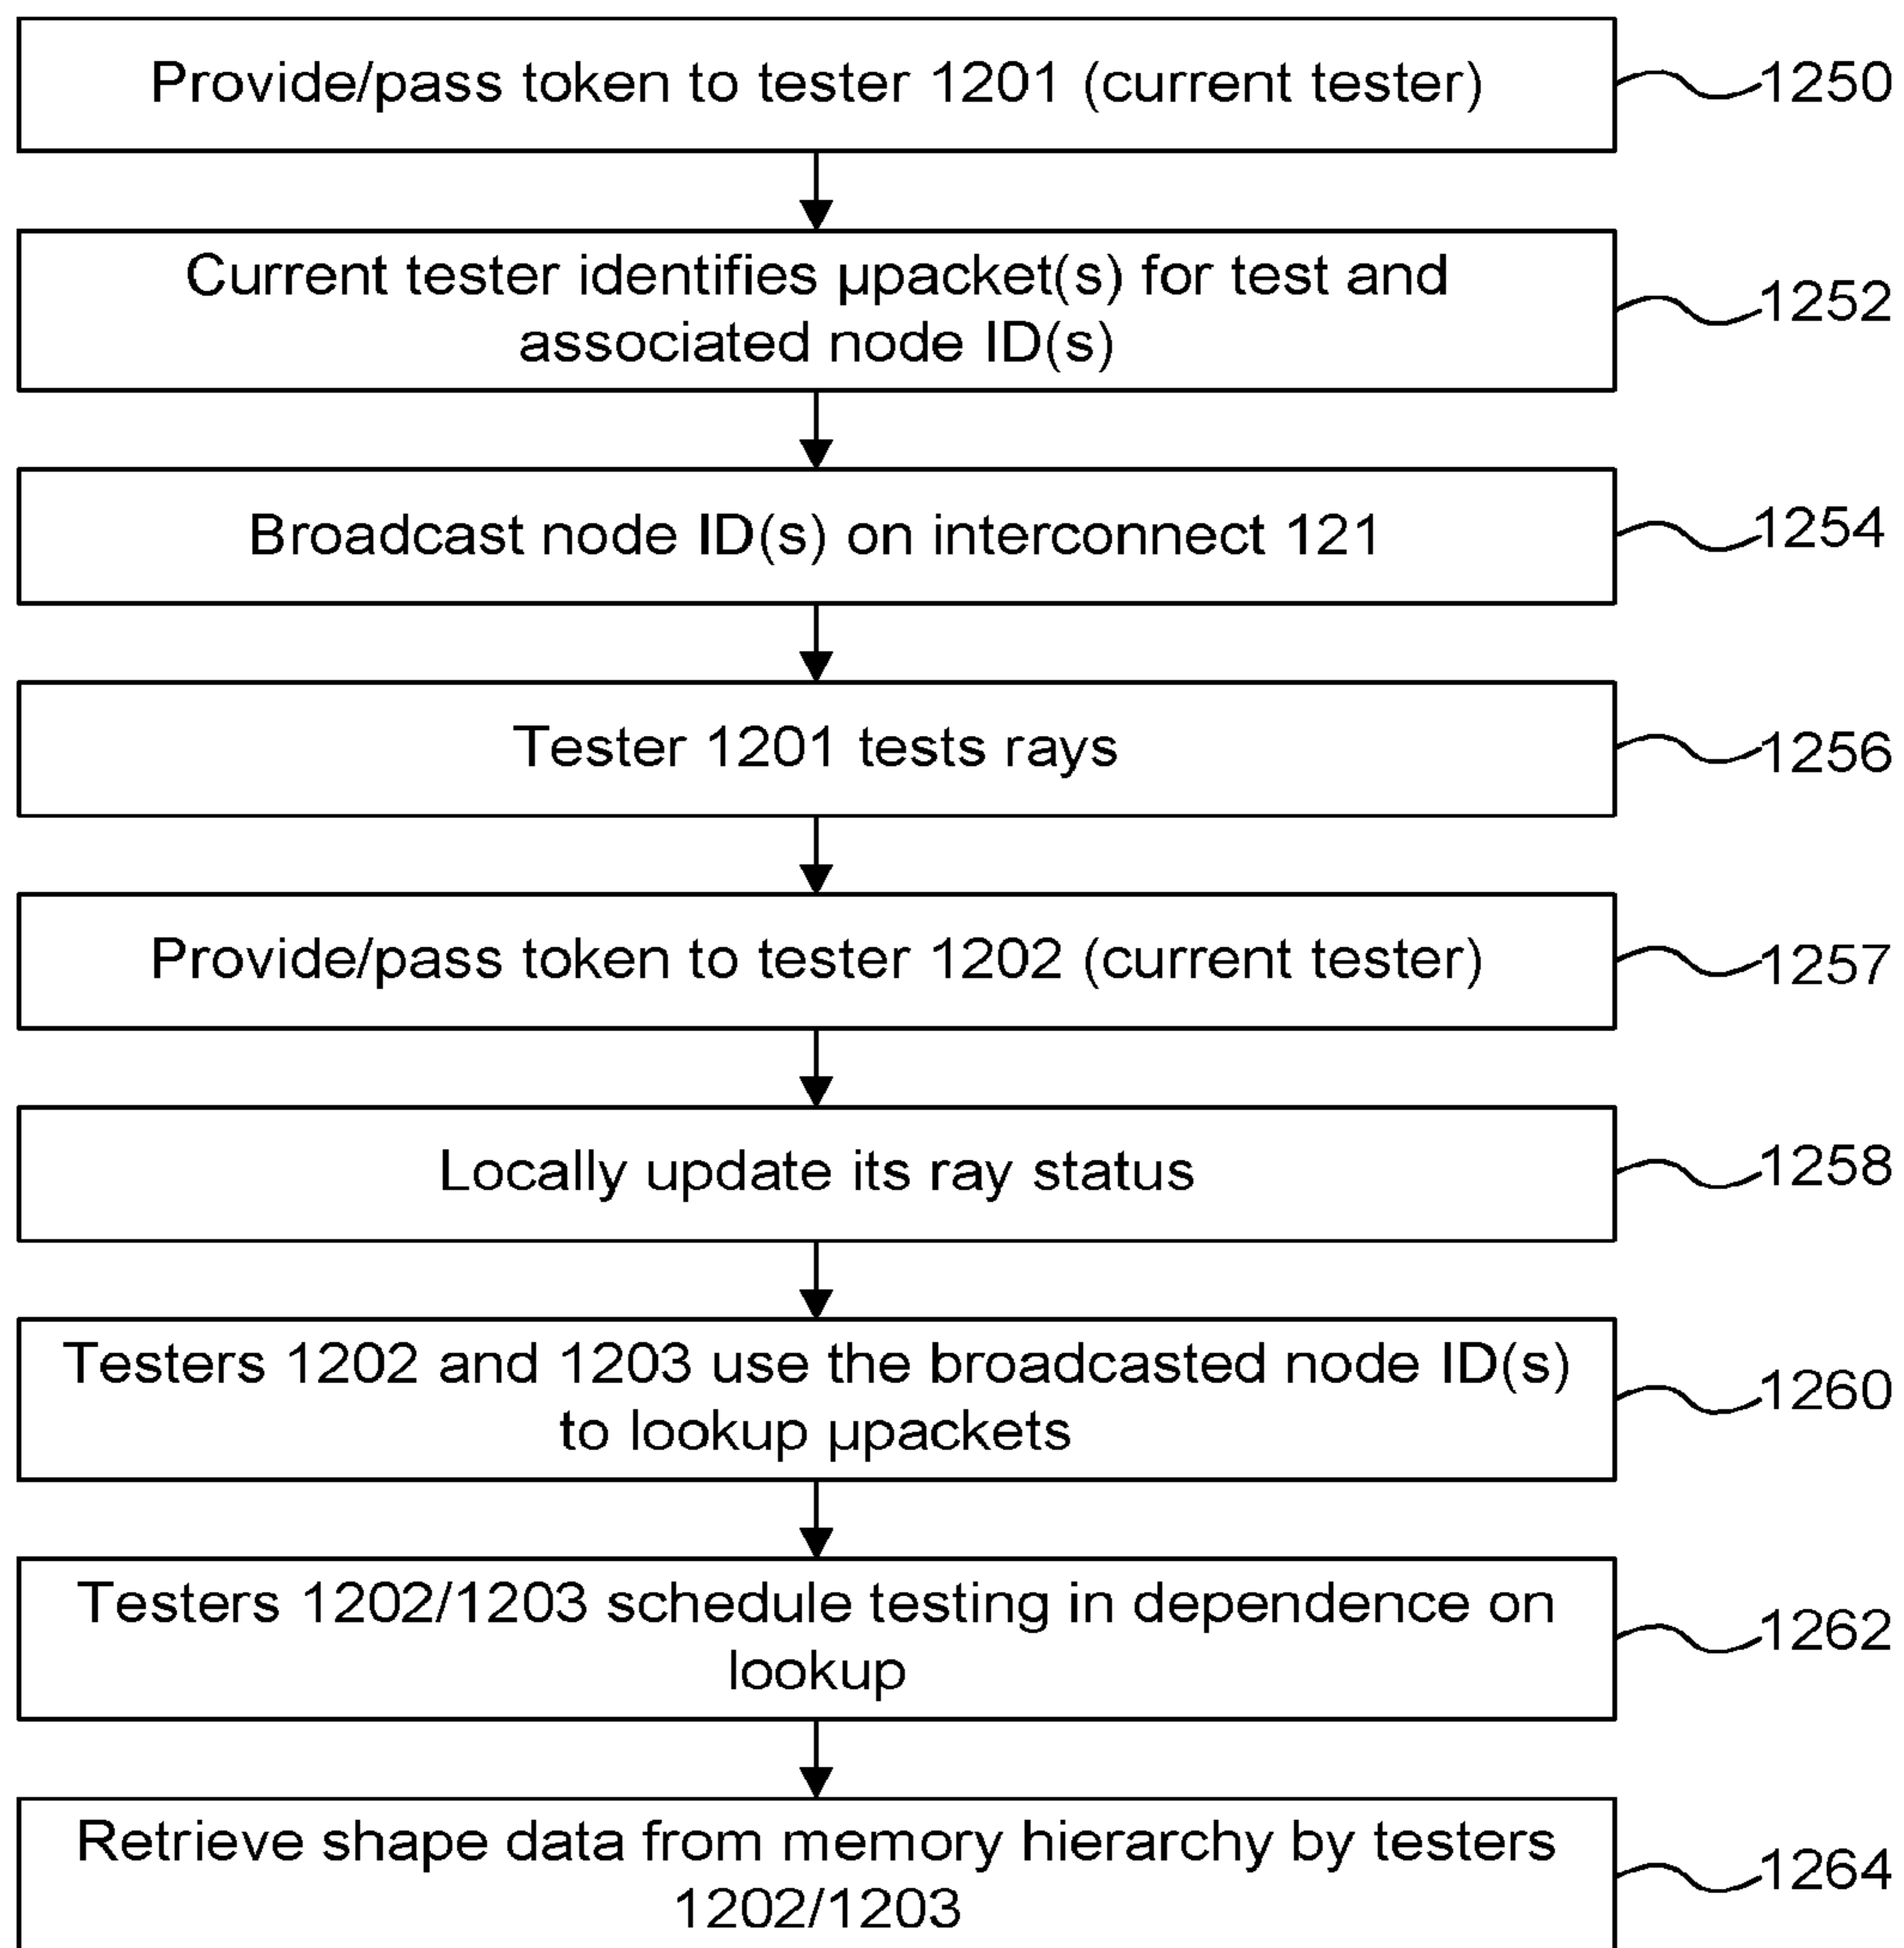 Provide/pass token to tester 1201 (current tester)
1250
Current tester identifies µpacket(s) for test and
associated node ID(s)
1252
Broadcast node ID(s) on interconnect 121
1254
Tester 1201 tests rays
1256
Provide/pass token to tester 1202 (current tester)
1257
Locally update its ray status
1258
Testers 1202 and 1203 use the broadcasted node ID(s)
to lookup µpackets
1260
Testers 1202/1203 schedule testing in dependence on
lookup
1262
Retrieve shape data from memory hierarchy by testers
1202/1203
1264